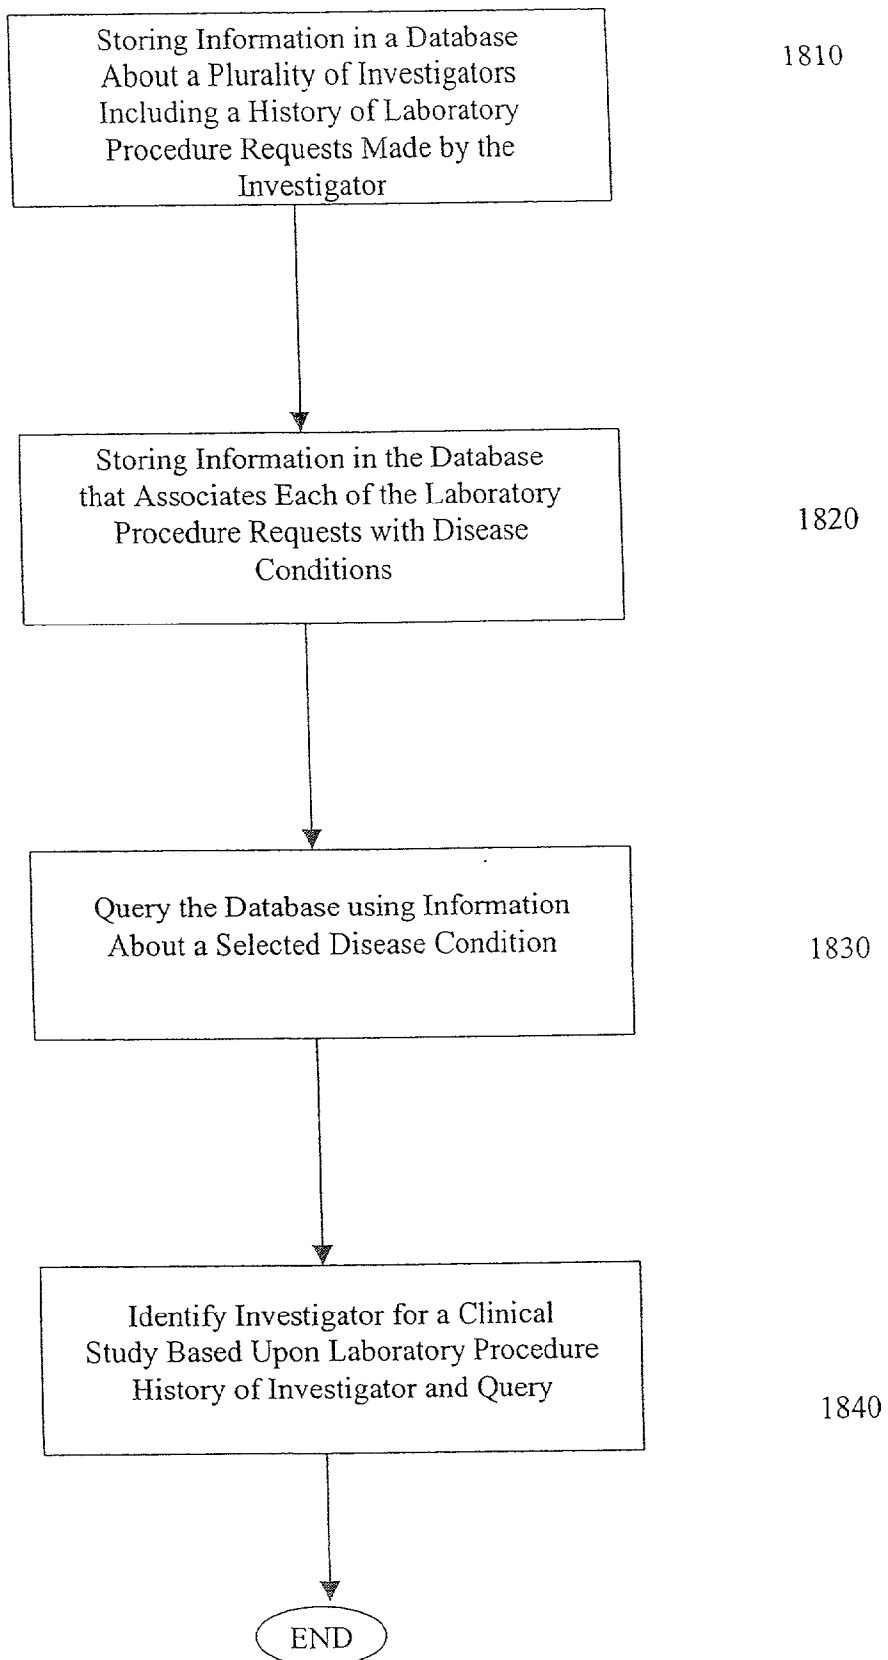 Storing Information in a Database
About a Plurality of Investigators
Including a History of Laboratory
Procedure Requests Made by the
Investigator
1810
Storing Information in the Database
that Associates Each of the Laboratory
Procedure Requests with Disease
Conditions
1820
Query the Database using Information
About a Selected Disease Condition
1830
Identify Investigator for a Clinical
Study Based Upon Laboratory Procedure
History of Investigator and Query
1840
END